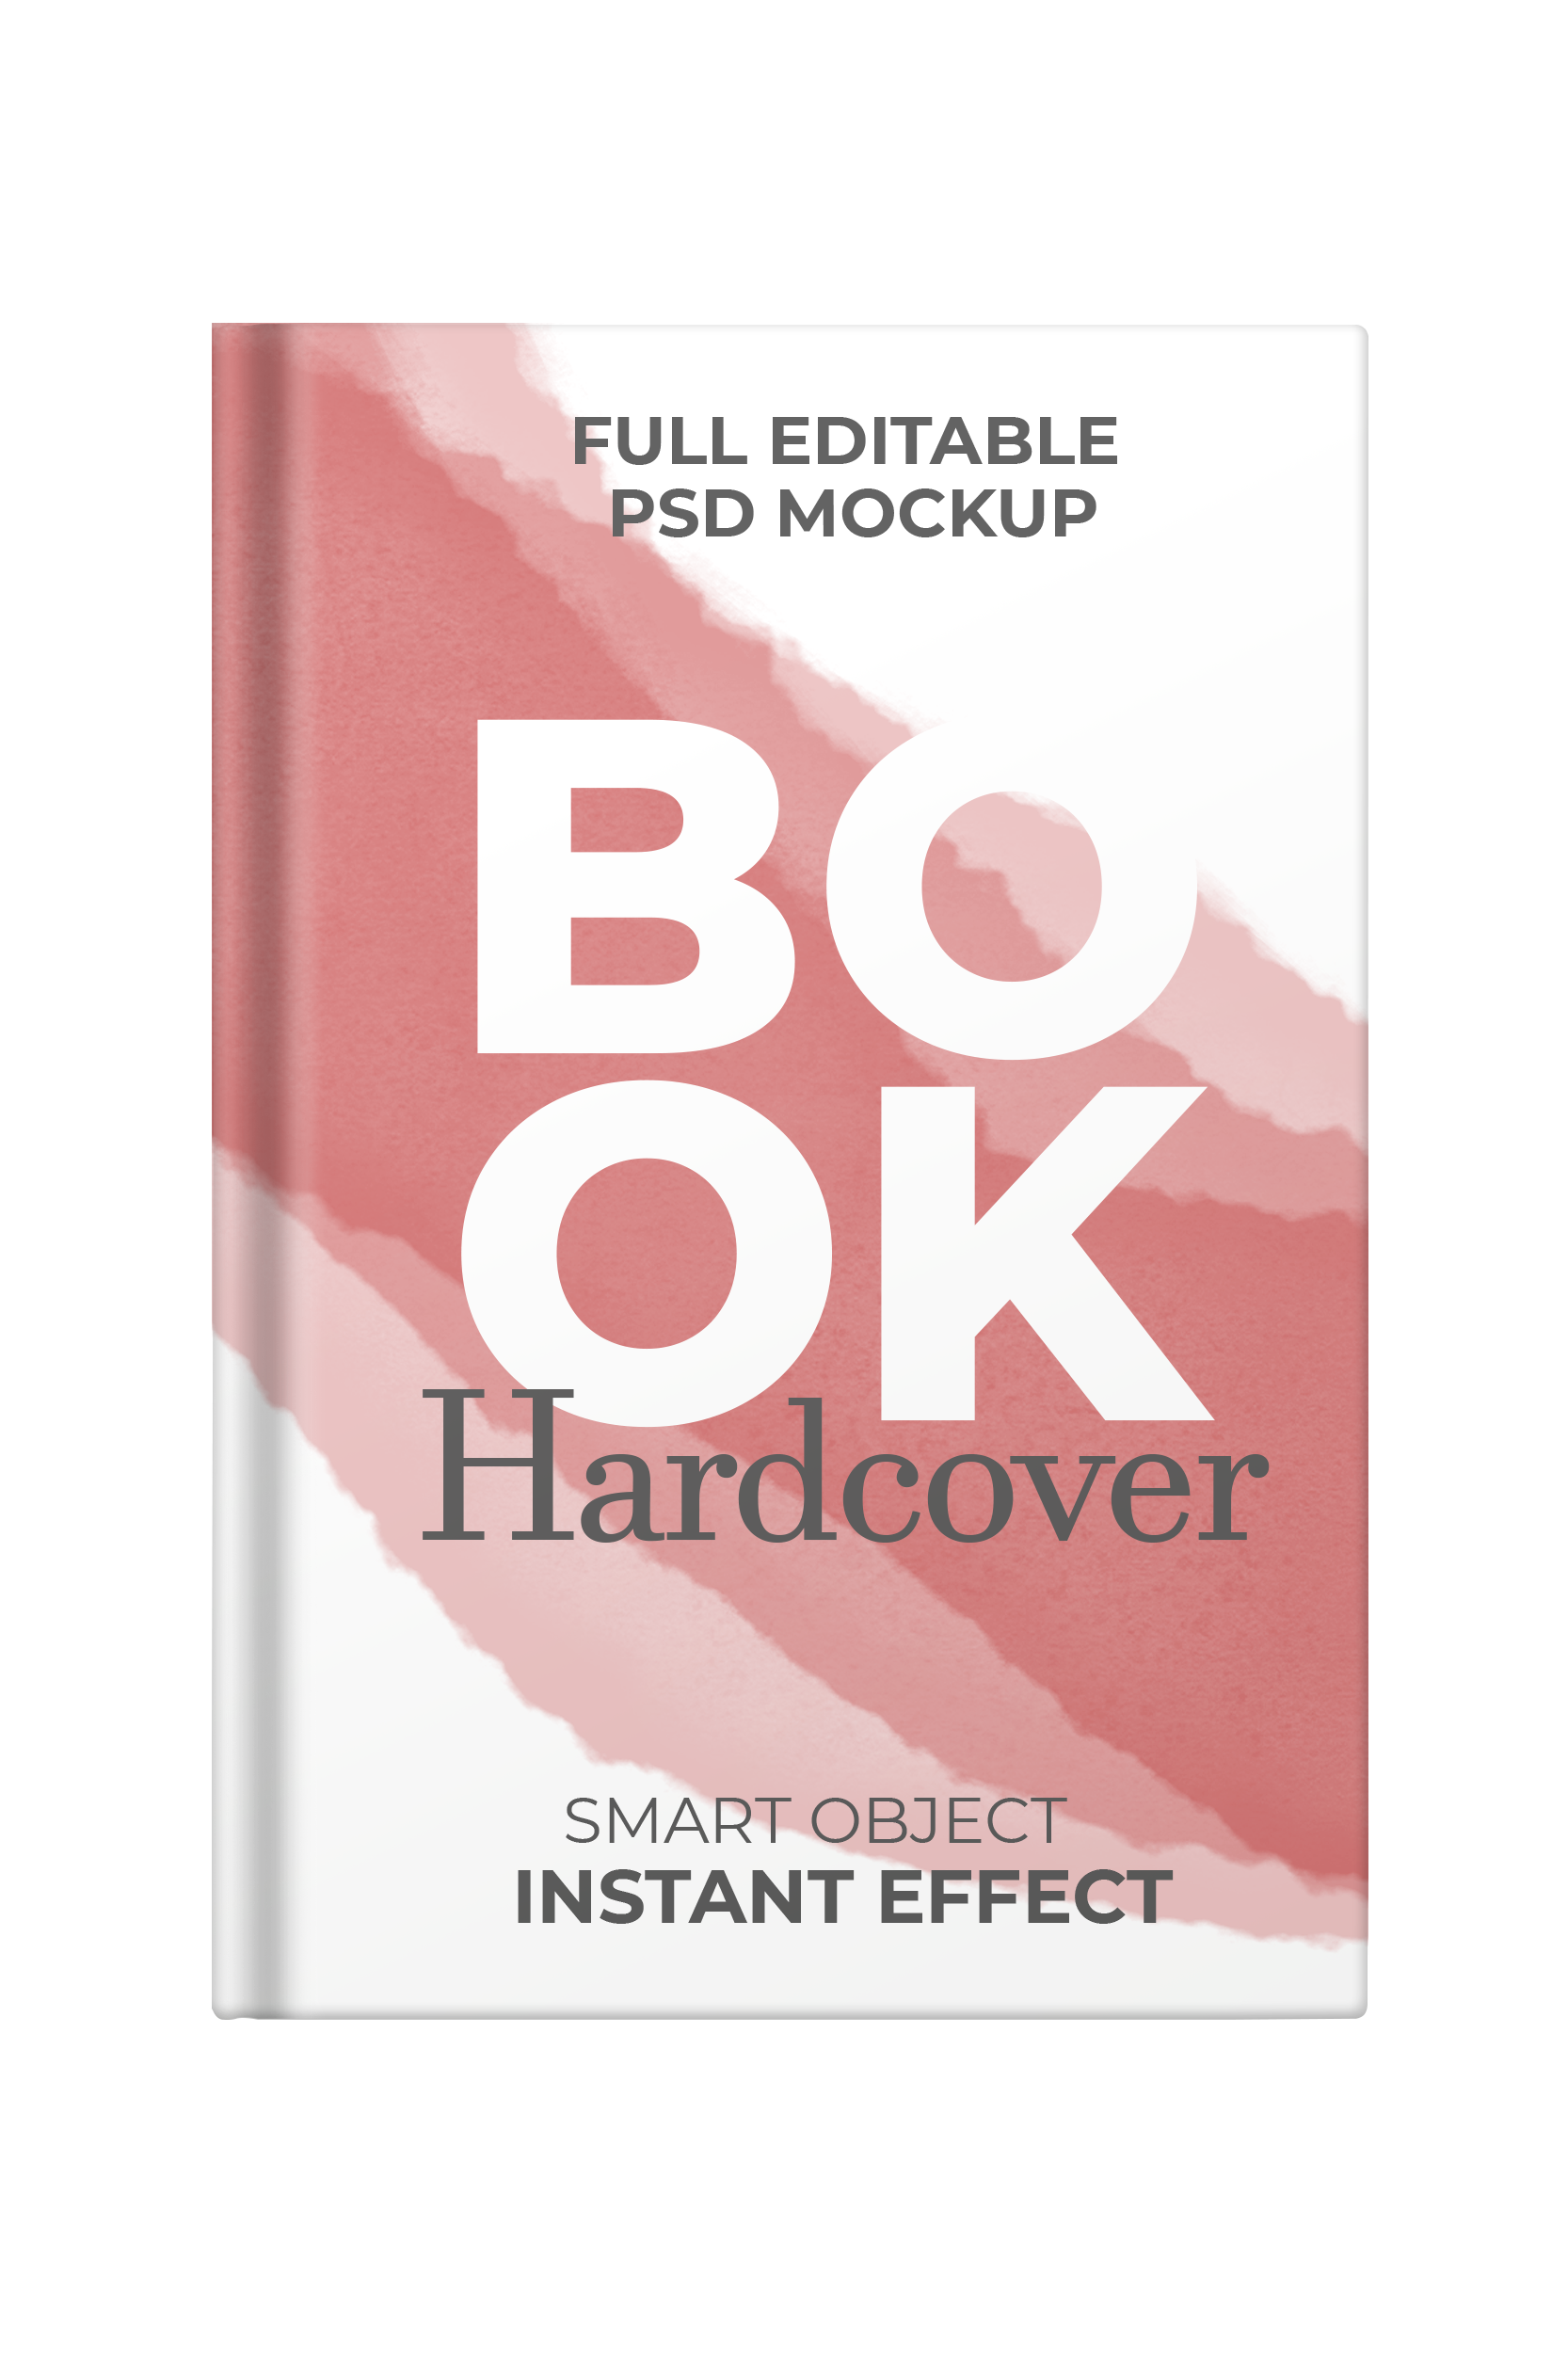 FULL EDITABLE
PSD MOCKUP
BO
OK
Hardcover
SMART OBJECT
INSTANT EFFECT